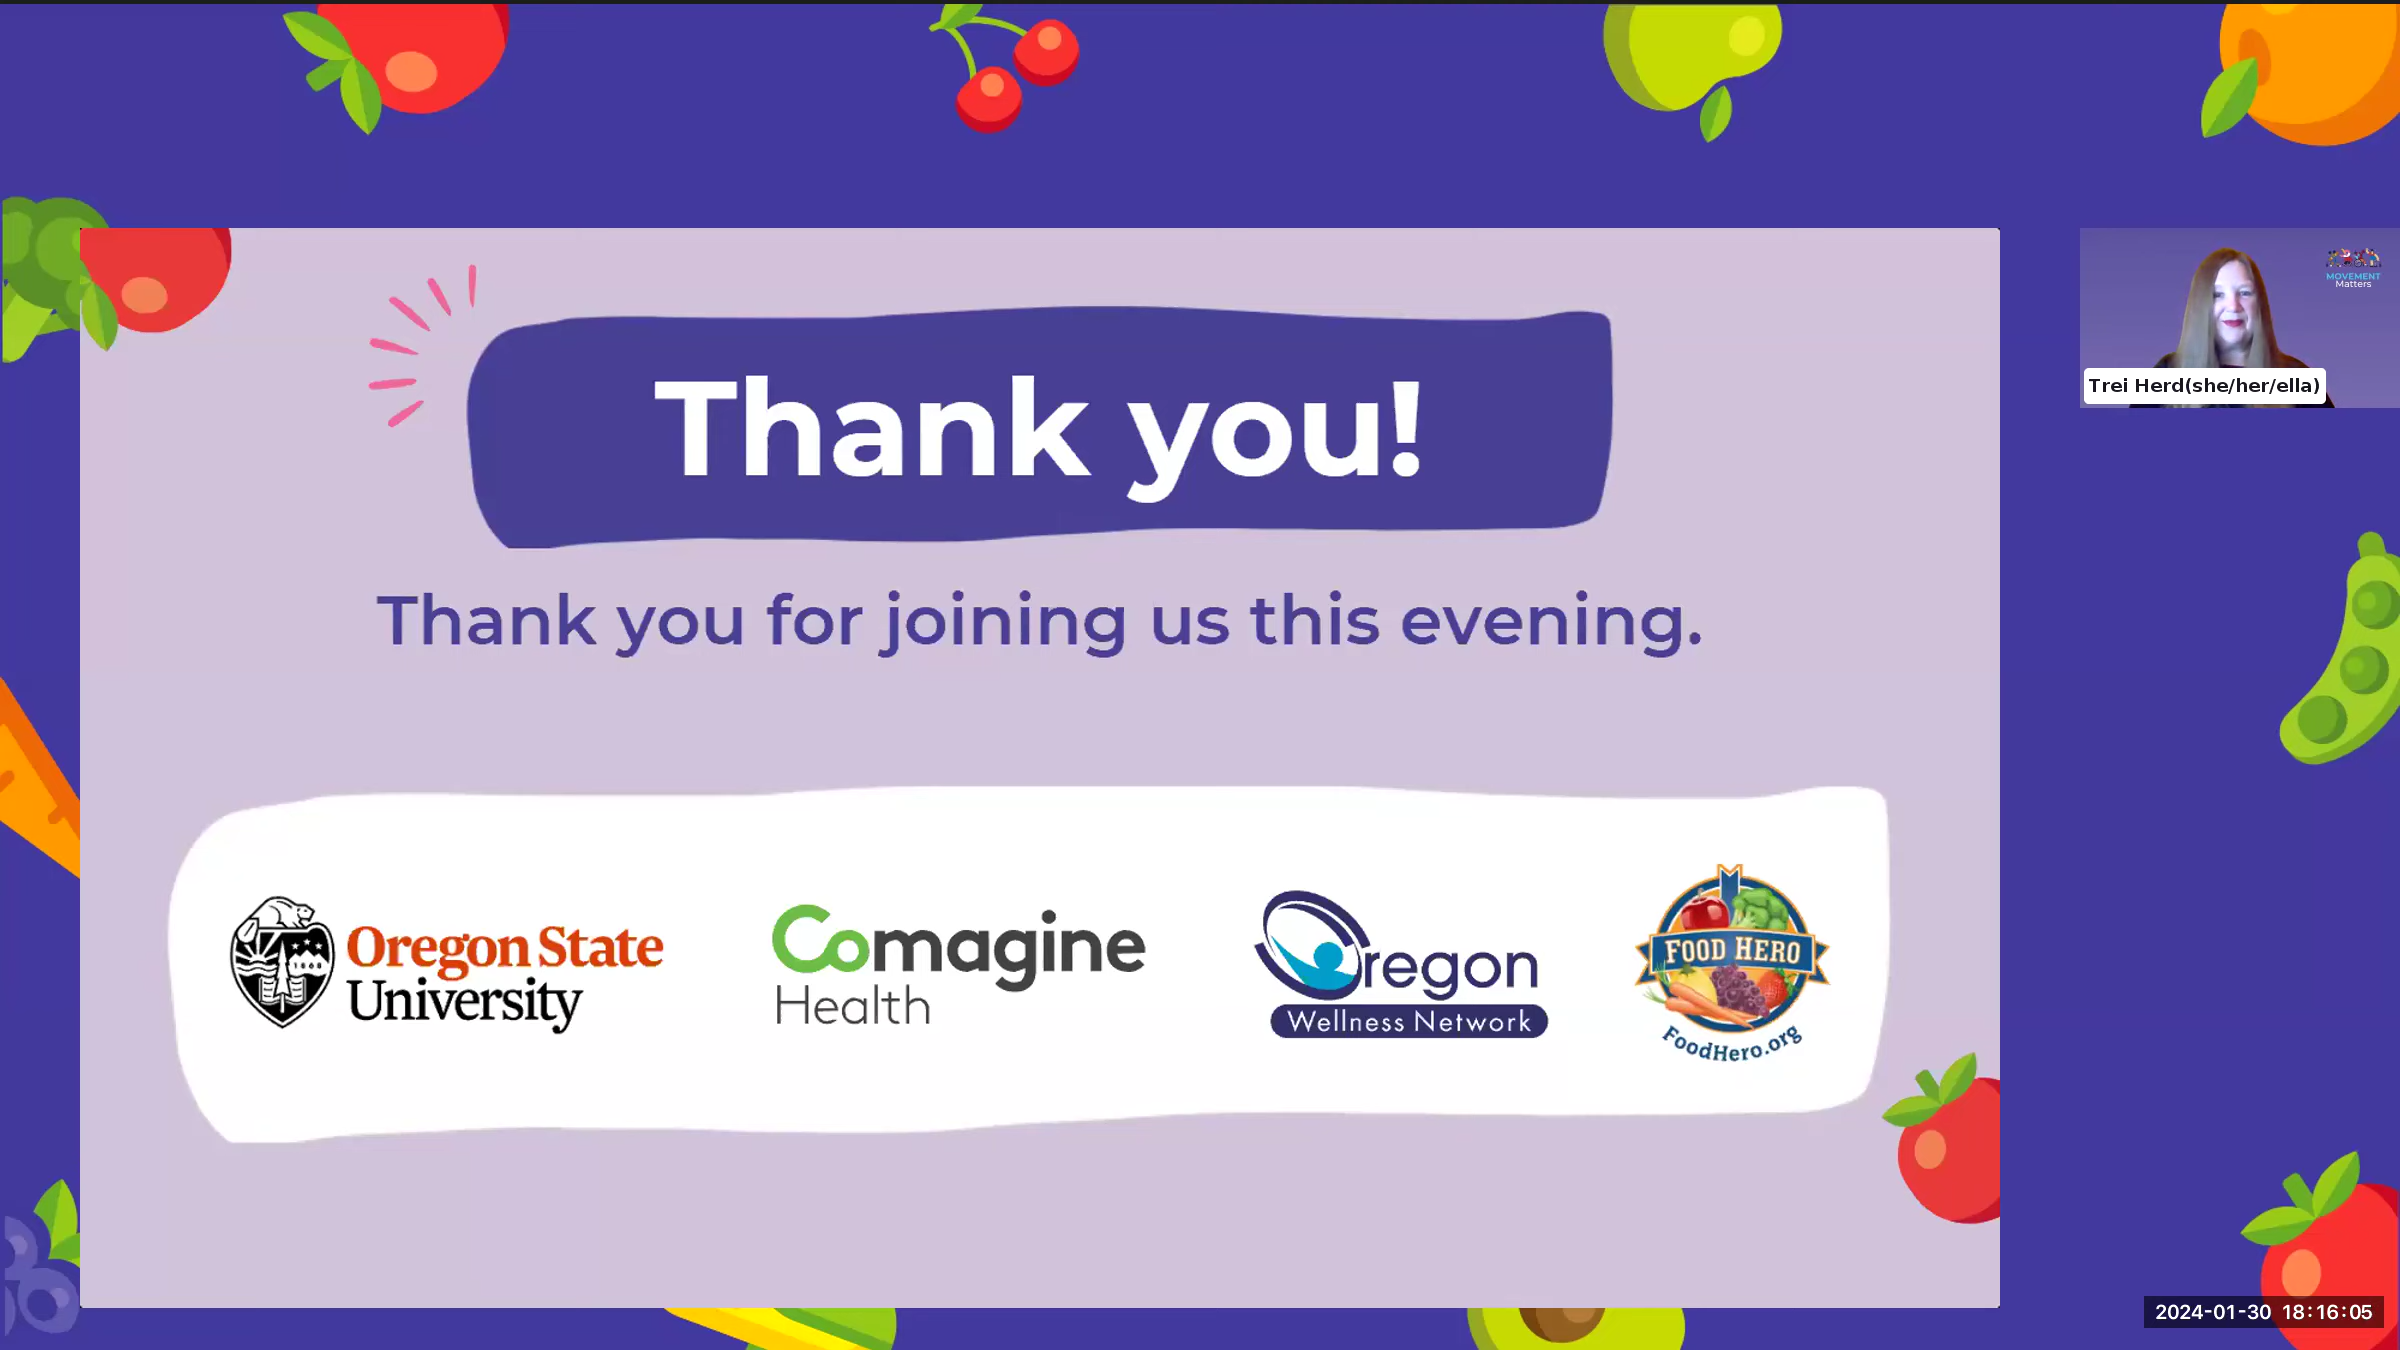 MOVEMENT
Matters
Trei Herd(she/her/ella)
Thank you!
Thank you for joining us this evening.
Oregon State
University
Comagine
Health
Oregon
Wellness Network
FOOD HERO
FoodHero.org
2024-01-30 18:16:05